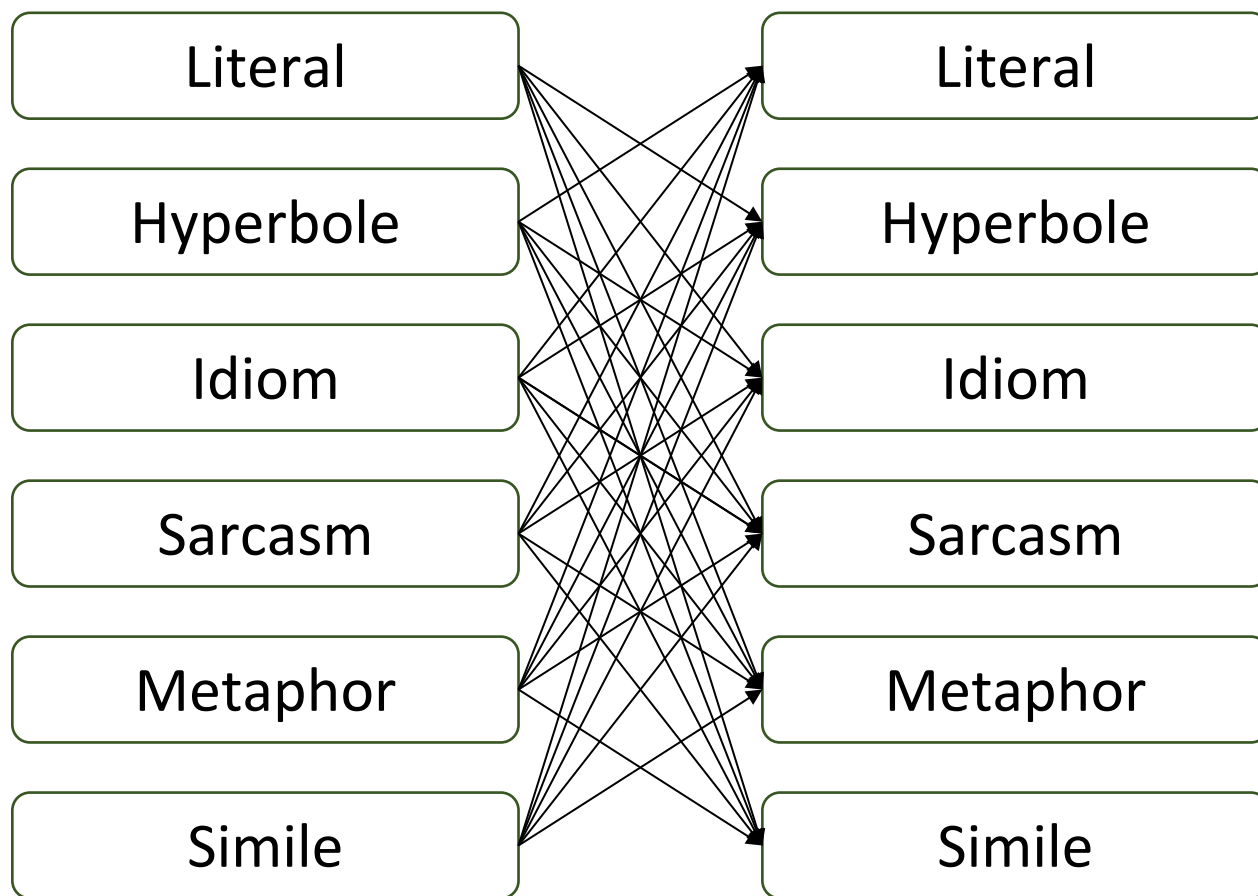 Literal
Literal
Hyperbole
Hyperbole
Idiom
Idiom
Sarcasm
Sarcasm
Metaphor
Metaphor
Simile
Simile